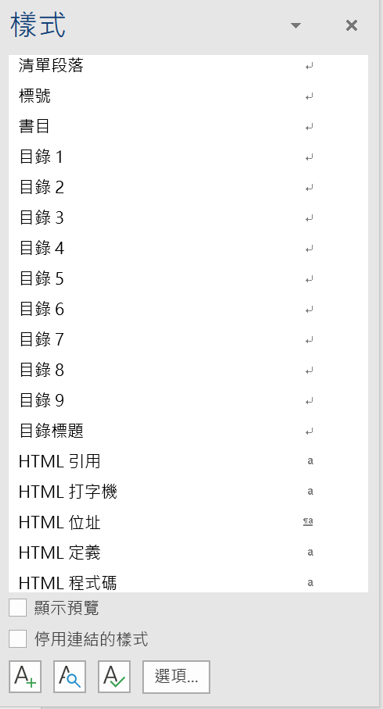 樣式
清單段落
標號
書目
目錄 1
目錄 2
目錄 3
目錄 4
目錄 5
目錄 6
目錄 7
目錄 8
目錄 9
目錄標題
HTML 引用 a
HTML 打字機 a
HTML 位址 ¶a
HTML 定義 a
HTML 程式碼 a
顯示預覽
停用連結的樣式
選項...